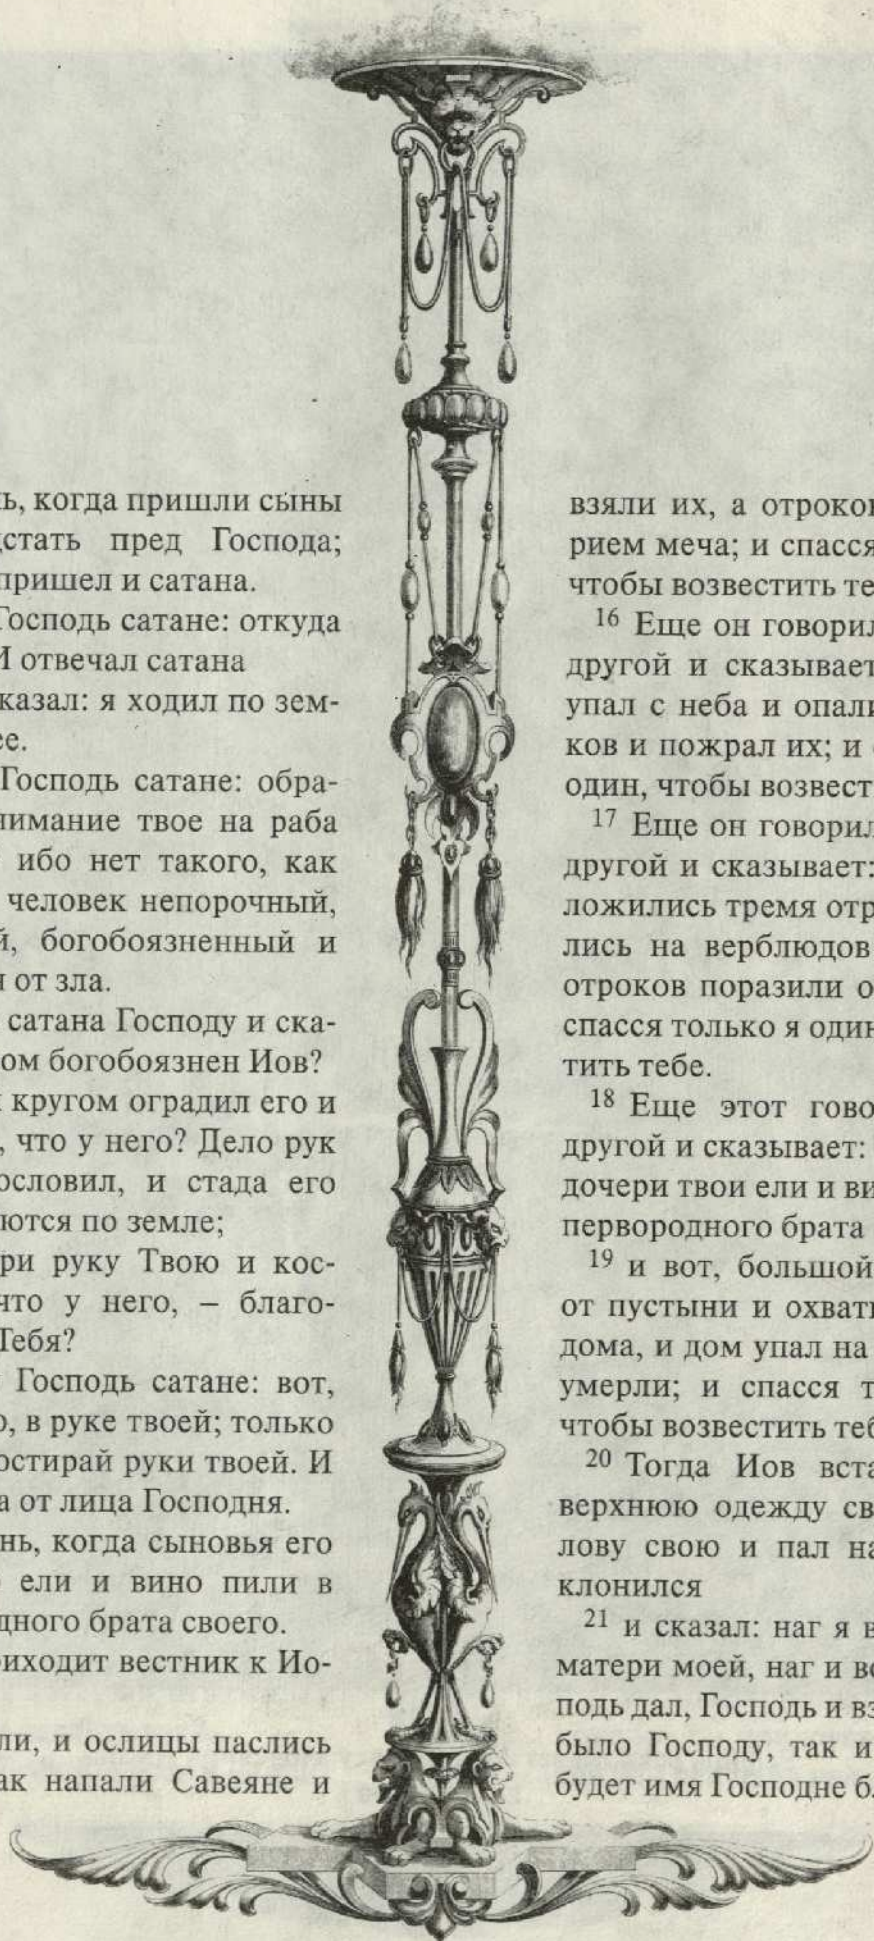 ь, когда пришли сыны
дстать пред Господа;
пришел и сатана.
Господь сатане: откуда
И отвечал сатана
казал: я ходил по зем-
ее.
Господь сатане: обра-
нимание твое на раба
ибо нет такого, как
человек непорочный,
й, богобоязненный и
я от зла.
сатана Господу и ска-
ом богобоязнен Иов?
кругом оградил его и
, что у него? Дело рук
ословил, и стада его
ются по земле;
ри руку Твою и кос-
что у него, – благо-
Тебя?
Господь сатане: вот,
о, в руке твоей; только
остирай руки твоей. И
а от лица Господня.
нь, когда сыновья его
ели и вино пили в
дного брата своего.
риходит вестник к Ио-
ли, и ослицы паслись
ак напали Савеяне и
взяли их, а отроков
рием меча; и спасся
чтобы возвестить те
16 Еще он говорил
другой и сказывает
упал с неба и опали
ков и пожрал их; и
один, чтобы возвест
17 Еще он говорил
другой и сказывает:
ложились тремя отр
лись на верблюдов
отроков поразили о
спасся только я один
тить тебе.
18 Еще этот гово
другой и сказывает:
дочери твои ели и ви
первородного брата
19 и вот, большой
от пустыни и охвати
дома, и дом упал на
умерли; и спасся т
чтобы возвестить теб
20 Тогда Иов вста
верхнюю одежду св
лову свою и пал на
клонился
21 и сказал: наг я в
матери моей, наг и во
подь дал, Господь и вз
было Господу, так и
будет имя Господне бл